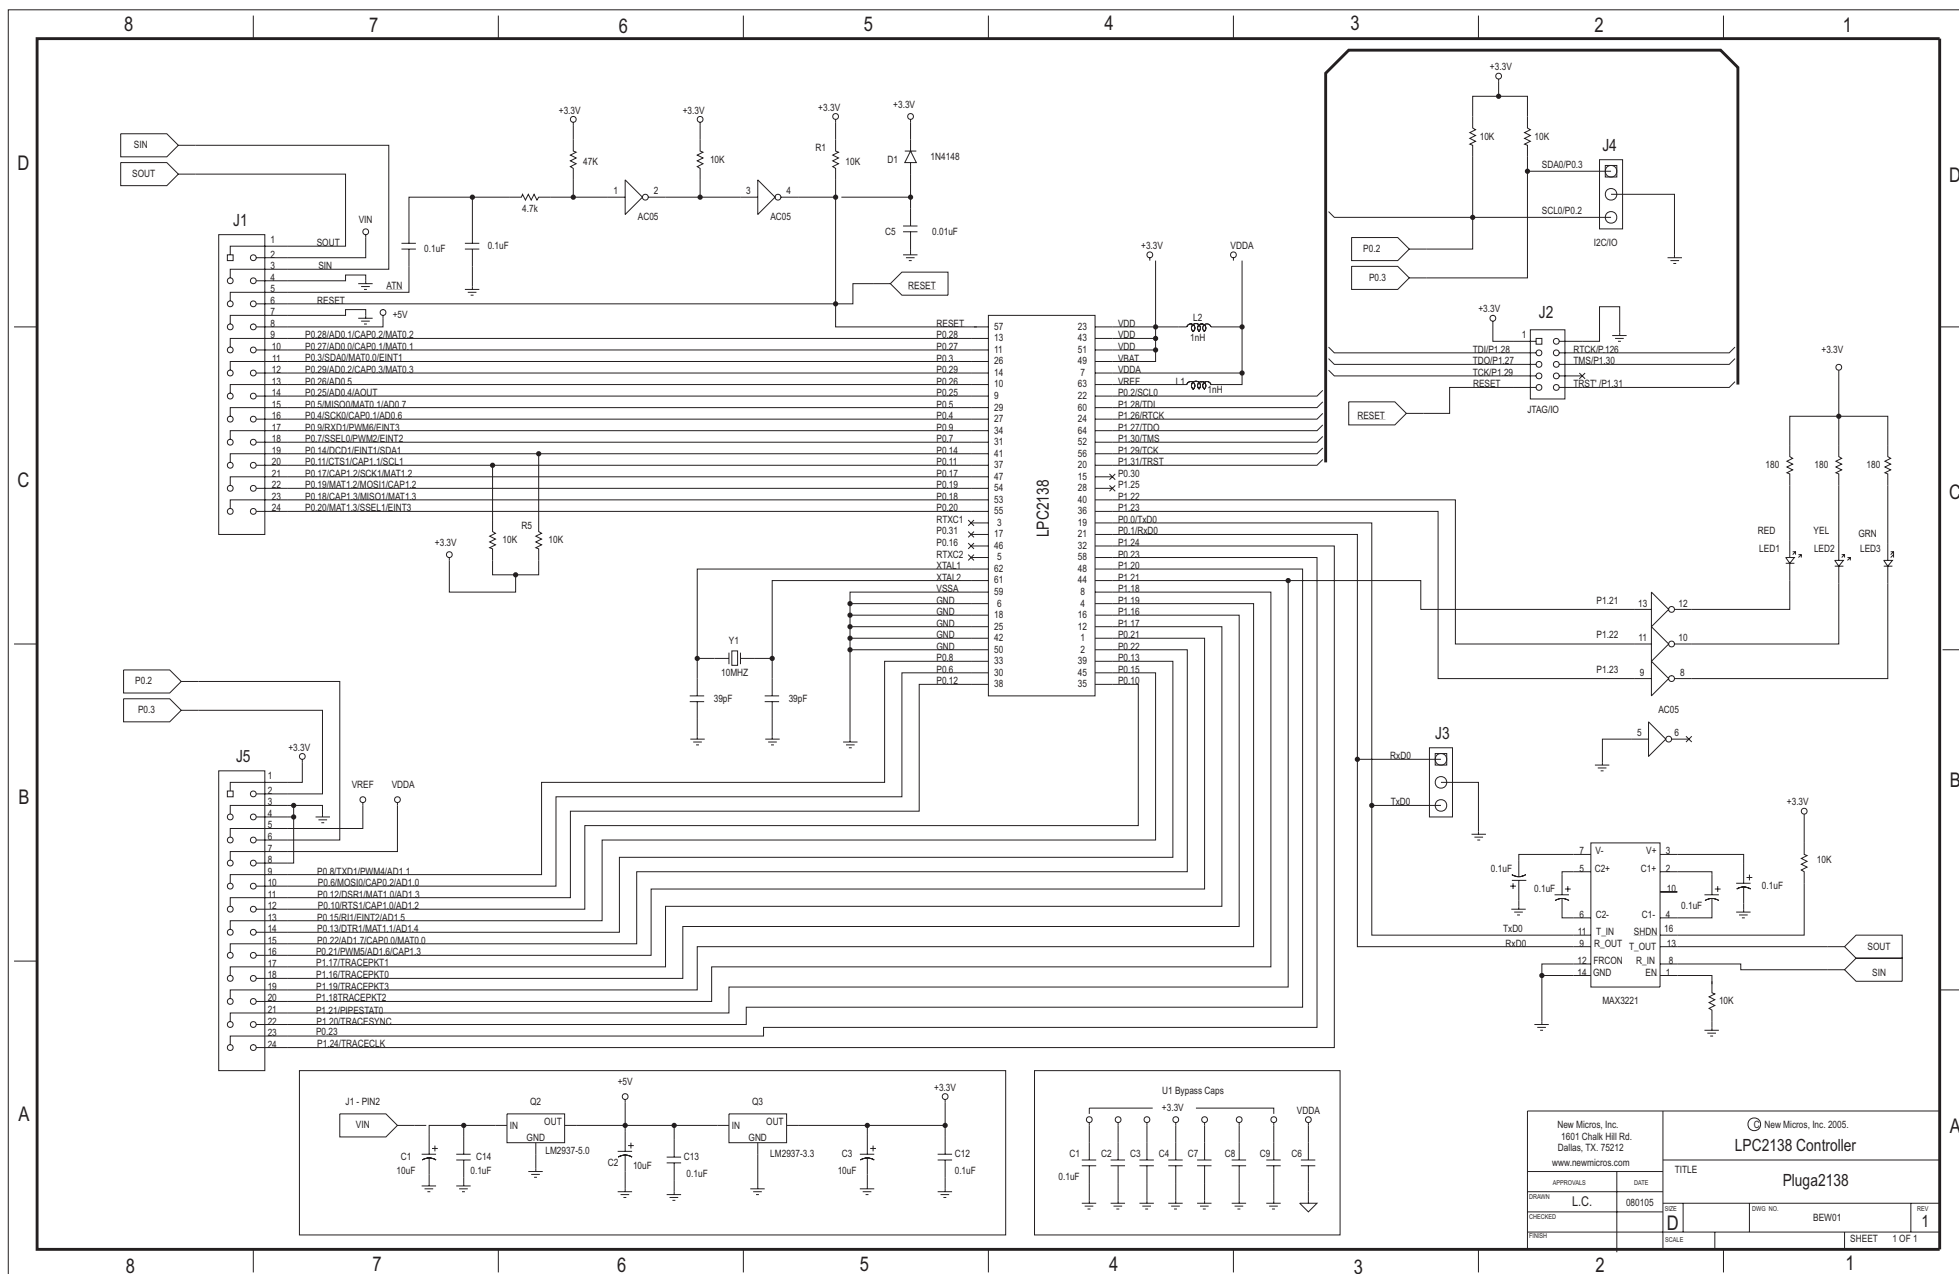 8 7 6 5 4 3 2 1
D
C
B
A
D
C
B
A
SIN
SOUT
J1
VIN
1 SOUT
2
3 SIN
4
5 ATN
6 RESET
7
8 +5V
9 P0.28/AD0.1/CAP0.2/MAT0.2
10 P0.27/AD0.0/CAP0.1/MAT0.1
11 P0.3/SDA0/MAT0.0/EINT1
12 P0.29/AD0.2/CAP0.3/MAT0.3
13 P0.26/AD0.5
14 P0.25/AD0.4/AOUT
15 P0.5/MISO0/MAT0.1/AD0.7
16 P0.4/SCK0/CAP0.1/AD0.6
17 P0.9/RXD1/PWM6/EINT3
18 P0.7/SSEL0/PWM2/EINT2
19 P0.14/DCD1/EINT1/SDA1
20 P0.11/CTS1/CAP1.1/SCL1
21 P0.17/CAP1.2/SCK1/MAT1.2
22 P0.19/MAT1.2/MOSI1/CAP1.2
23 P0.18/CAP1.3/MISO1/MAT1.3
24 P0.20/MAT1.3/SSEL1/EINT3
0.1uF
0.1uF
4.7k
+3.3V
47K
1 2
AC05
+3.3V
10K
3 4
AC05
+3.3V
R1
10K
+3.3V
D1
1N4148
C5
0.01uF
RESET
+3.3V
10K
R5
10K
LPC2138
RESET 57
P0.28 13
P0.27 11
P0.3 26
P0.29 14
P0.26 10
P0.25 9
P0.5 29
P0.4 27
P0.9 34
P0.7 31
P0.14 41
P0.11 37
P0.17 47
P0.19 54
P0.18 53
P0.20 55
RTXC1 3
P0.31 17
P0.16 46
RTXC2 5
XTAL1 62
XTAL2 61
VSSA 59
GND 6
GND 18
GND 25
GND 42
GND 50
P0.8 33
P0.6 30
P0.12 38
23 VDD
43 VDD
51 VDD
49 VBAT
7 VDDA
63 VREF
22 P0.2/SCL0
60 P1.28/TDI
24 P1.26/RTCK
64 P1.27/TDO
52 P1.30/TMS
56 P1.29/TCK
20 P1.31/TRST
15 P0.30
28 P1.25
40 P1.22
36 P1.23
19 P0.0/TxD0
21 P0.1/RxD0
32 P1.24
58 P0.23
48 P1.20
44 P1.21
8 P1.18
4 P1.19
16 P1.16
12 P1.17
1 P0.21
2 P0.22
39 P0.13
45 P0.15
35 P0.10
+3.3V
VDDA
L2
1nH
L1
1nH
Y1
10MHZ
39pF
39pF
+3.3V
10K
10K
J4
SDA0/P0.3
SCL0/P0.2
I2C/IO
P0.2
P0.3
+3.3V
J2
1
TDI/P1.28
TDO/P1.27
TCK/P1.29
RESET
RTCK/P.126
TMS/P1.30
TRST' /P1.31
JTAG/IO
RESET
+3.3V
180
180
180
RED
LED1
YEL
LED2
GRN
LED3
P1.21 13 12
P1.22 11 10
P1.23 9 8
AC05
5 6
P0.2
P0.3
J5
+3.3V
VREF
VDDA
1
2
3
4
5
6
7
8
9 P0.8/TXD1/PWM4/AD1.1
10 P0.6/MOSI0/CAP0.2/AD1.0
11 P0.12/DSR1/MAT1.0/AD1.3
12 P0.10/RTS1/CAP1.0/AD1.2
13 P0.15/RI1/EINT2/AD1.5
14 P0.13/DTR1/MAT1.1/AD1.4
15 P0.22/AD1.7/CAP0.0/MAT0.0
16 P0.21/PWM5/AD1.6/CAP1.3
17 P1.17/TRACEPKT1
18 P1.16/TRACEPKT0
19 P1.19/TRACEPKT3
20 P1.18TRACEPKT2
21 P1.21/PIPESTAT0
22 P1.20/TRACESYNC
23 P0.23
24 P1.24/TRACECLK
J3
RxD0
TxD0
+3.3V
10K
0.1uF
0.1uF
0.1uF
0.1uF
7 V- V+ 3
5 C2+ C1+ 2
10
6 C2- C1- 4
TxD0 11 T_IN SHDN 16
RxD0 9 R_OUT T_OUT 13
12 FRCON R_IN 8
14 GND EN 1
MAX3221
10K
SOUT
SIN
J1 - PIN2
VIN
C1
10uF
C14
0.1uF
Q2
IN OUT
GND
LM2937-5.0
+5V
C2
10uF
C13
0.1uF
Q3
IN OUT
GND
LM2937-3.3
C3
10uF
+3.3V
C12
0.1uF
U1 Bypass Caps
+3.3V
VDDA
C1 C2 C3 C4 C7 C8 C9 C6
0.1uF
New Micros, Inc.
1601 Chalk Hill Rd.
Dallas, TX. 75212
www.newmicros.com
© New Micros, Inc. 2005.
LPC2138 Controller
TITLE
Pluga2138
APPROVALS DATE
DRAWN L.C. 080105
CHECKED
FINISH
SIZE
D
DWG NO.
BEW01
REV
1
SCALE
SHEET 1 OF 1
8 7 6 5 4 3 2 1